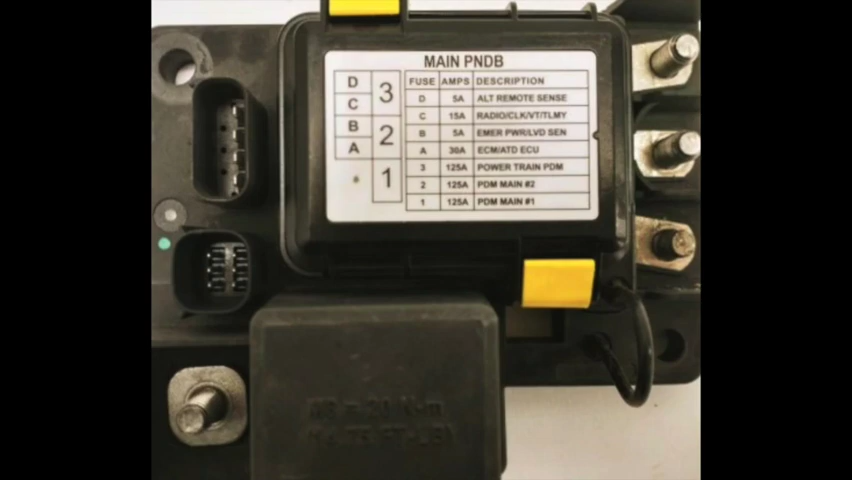 MAIN PNDB
D
C
B
A
3
2
1
FUSE AMPS DESCRIPTION
D 5A ALT REMOTE SENSE
C 15A RADIO/CLK/VT/TLMY
B 5A EMER PWR/LVD SEN
A 30A ECM/ATD ECU
3 125A POWER TRAIN PDM
2 125A PDM MAIN #2
1 125A PDM MAIN #1